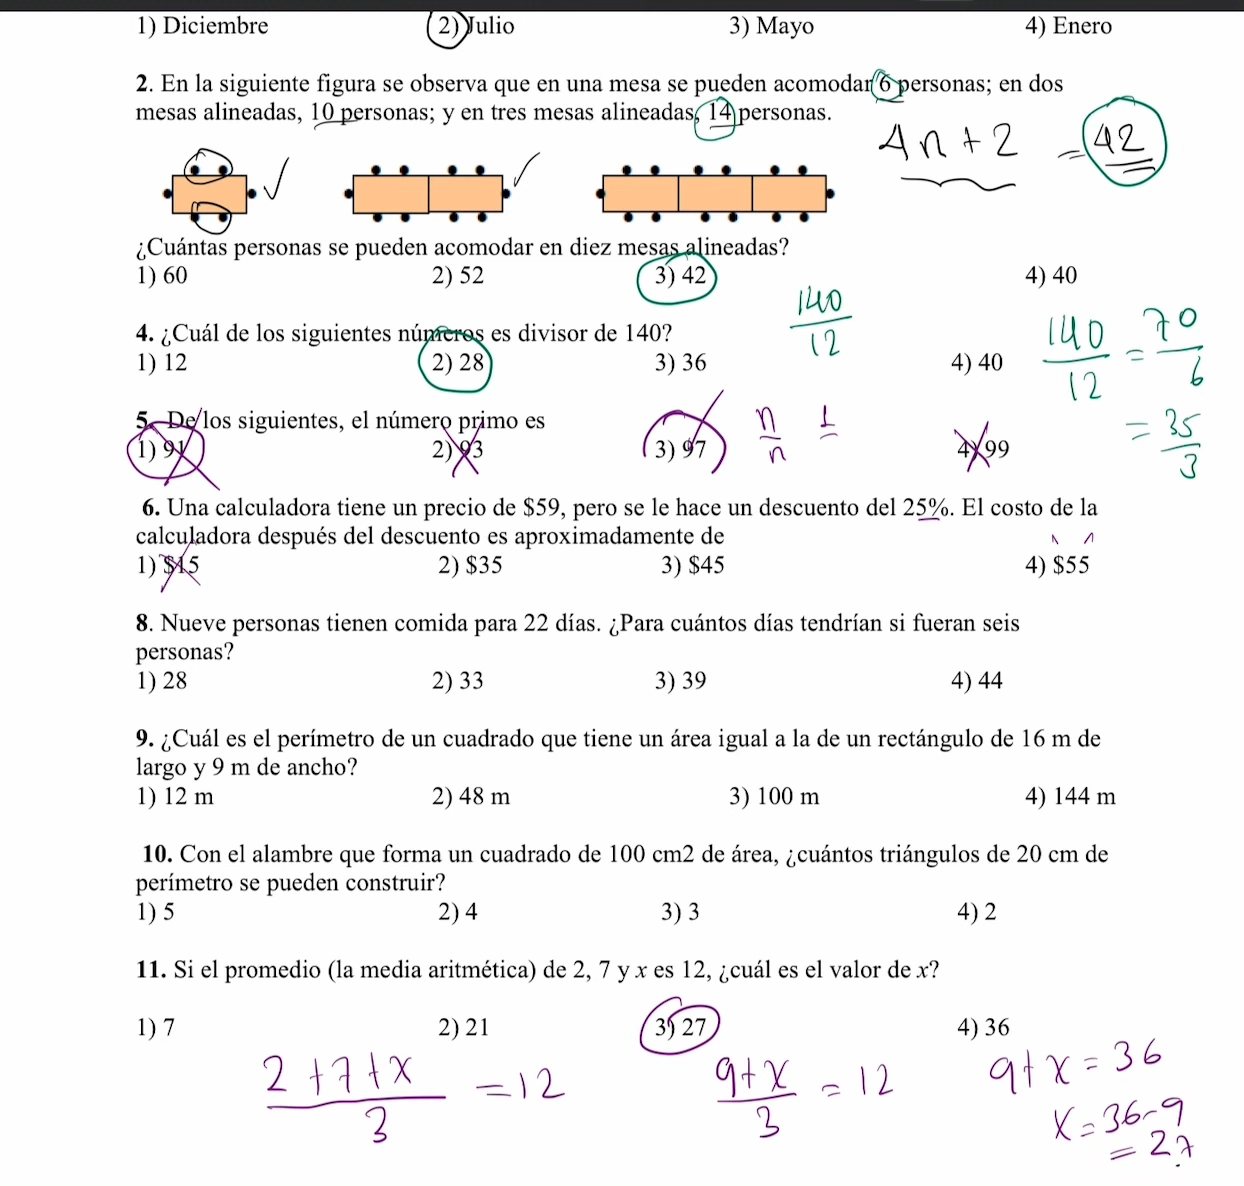 1) Diciembre 2) Julio 3) Mayo 4) Enero
2. En la siguiente figura se observa que en una mesa se pueden acomodar 6 personas; en dos
mesas alineadas, 10 personas; y en tres mesas alineadas, 14 personas.
4n+2 = 42
¿Cuántas personas se pueden acomodar en diez mesas alineadas?
1) 60 2) 52 3) 42 4) 40
140/12
4. ¿Cuál de los siguientes números es divisor de 140?
140/12 = 70/6
1) 12 2) 28 3) 36 4) 40
= 35/3
5. De los siguientes, el número primo es
n/n 1
1) 91 2) 93 3) 97 4) 99
6. Una calculadora tiene un precio de $59, pero se le hace un descuento del 25%. El costo de la
calculadora después del descuento es aproximadamente de
1) $15 2) $35 3) $45 4) $55
8. Nueve personas tienen comida para 22 días. ¿Para cuántos días tendrían si fueran seis
personas?
1) 28 2) 33 3) 39 4) 44
9. ¿Cuál es el perímetro de un cuadrado que tiene un área igual a la de un rectángulo de 16 m de
largo y 9 m de ancho?
1) 12 m 2) 48 m 3) 100 m 4) 144 m
10. Con el alambre que forma un cuadrado de 100 cm2 de área, ¿cuántos triángulos de 20 cm de
perímetro se pueden construir?
1) 5 2) 4 3) 3 4) 2
11. Si el promedio (la media aritmética) de 2, 7 y x es 12, ¿cuál es el valor de x?
1) 7 2) 21 3) 27 4) 36
2+7+x/3 =12 9+x/3 = 12 9+x=36
x=36-9
=27